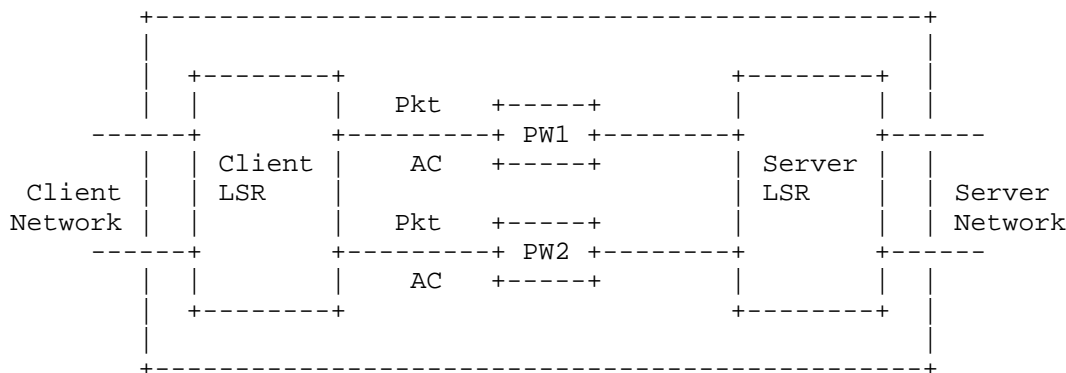 Pkt
PW1
Client AC Server
Client LSR LSR Server
Network Pkt Network
PW2
AC